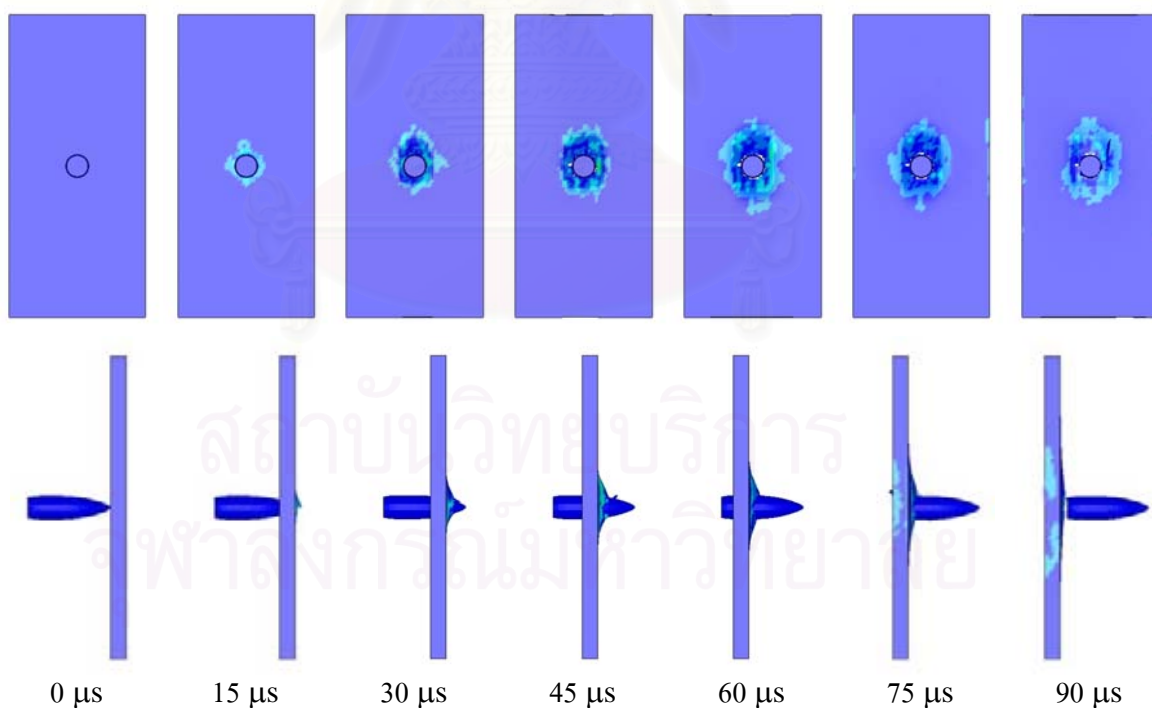 สถาบันวิทยบริการ
จุฬาลงกรณ์มหาวิทยาลัย
0 μs 15 μs 30 μs 45 μs 60 μs 75 μs 90 μs